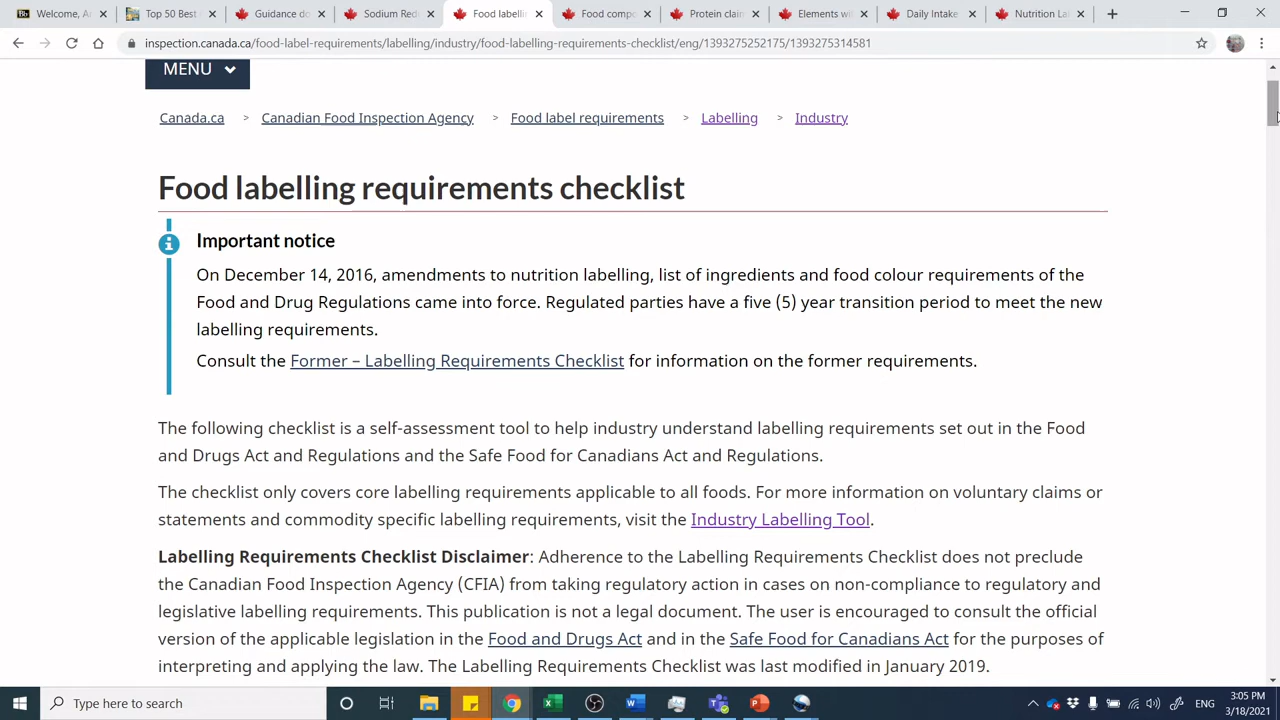 Welcome, A
Top 50 Best
Guidance do
Sodium Red
Food labellin
Food compo
Protein clai
Elements wi
Daily Intake
Nutrition La
inspection.canada.ca/food-label-requirements/labelling/industry/food-labelling-requirements-checklist/eng/1393275252175/1393275314581
MENU
Canada.ca > Canadian Food Inspection Agency > Food label requirements > Labelling > Industry
Food labelling requirements checklist
Important notice
On December 14, 2016, amendments to nutrition labelling, list of ingredients and food colour requirements of the
Food and Drug Regulations came into force. Regulated parties have a five (5) year transition period to meet the new
labelling requirements.
Consult the Former – Labelling Requirements Checklist for information on the former requirements.
The following checklist is a self-assessment tool to help industry understand labelling requirements set out in the Food
and Drugs Act and Regulations and the Safe Food for Canadians Act and Regulations.
The checklist only covers core labelling requirements applicable to all foods. For more information on voluntary claims or
statements and commodity specific labelling requirements, visit the Industry Labelling Tool.
Labelling Requirements Checklist Disclaimer: Adherence to the Labelling Requirements Checklist does not preclude
the Canadian Food Inspection Agency (CFIA) from taking regulatory action in cases on non-compliance to regulatory and
legislative labelling requirements. This publication is not a legal document. The user is encouraged to consult the official
version of the applicable legislation in the Food and Drugs Act and in the Safe Food for Canadians Act for the purposes of
interpreting and applying the law. The Labelling Requirements Checklist was last modified in January 2019.
Type here to search
ENG
3:05 PM
3/18/2021